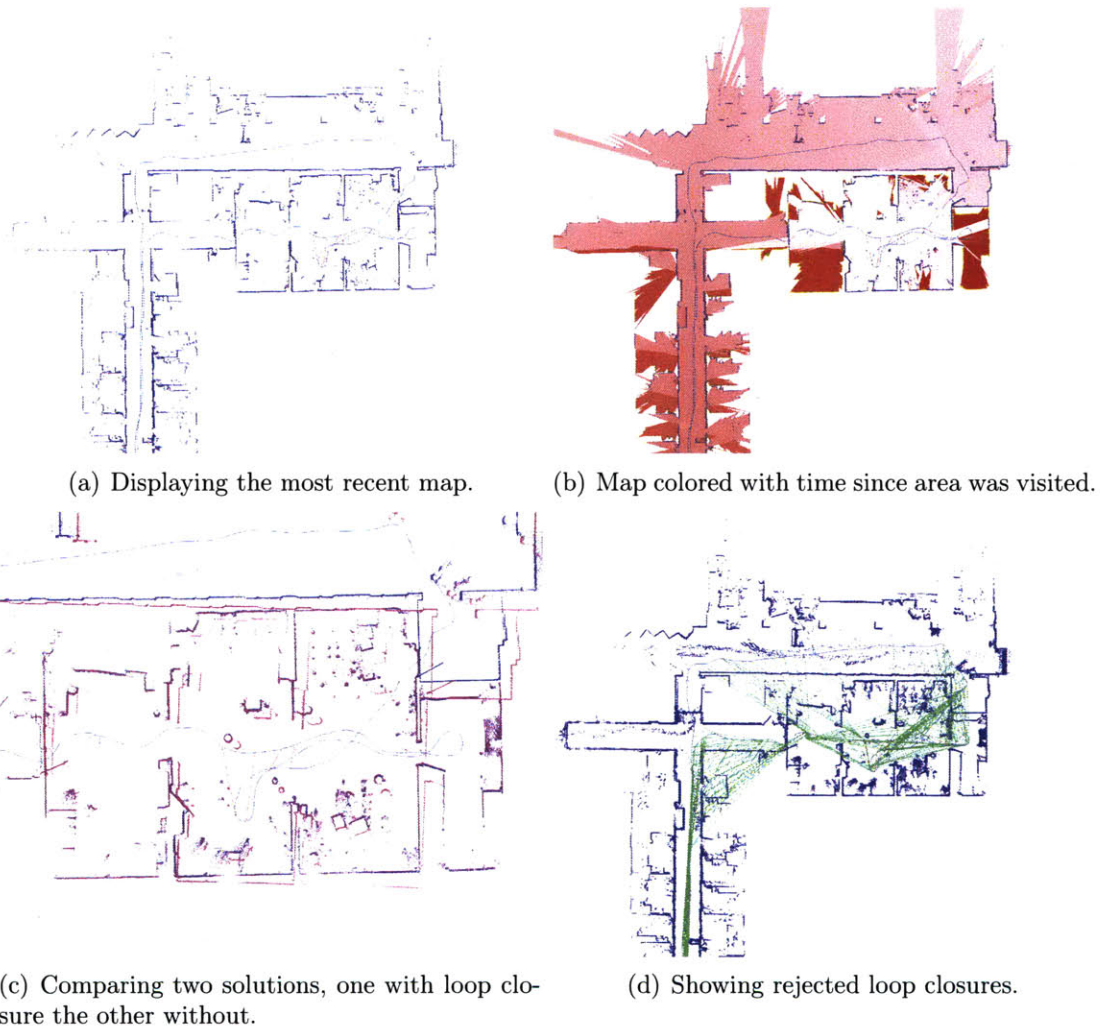 (a) Displaying the most recent map.
(b) Map colored with time since area was visited.
(c) Comparing two solutions, one with loop clo-
sure the other without.
(d) Showing rejected loop closures.